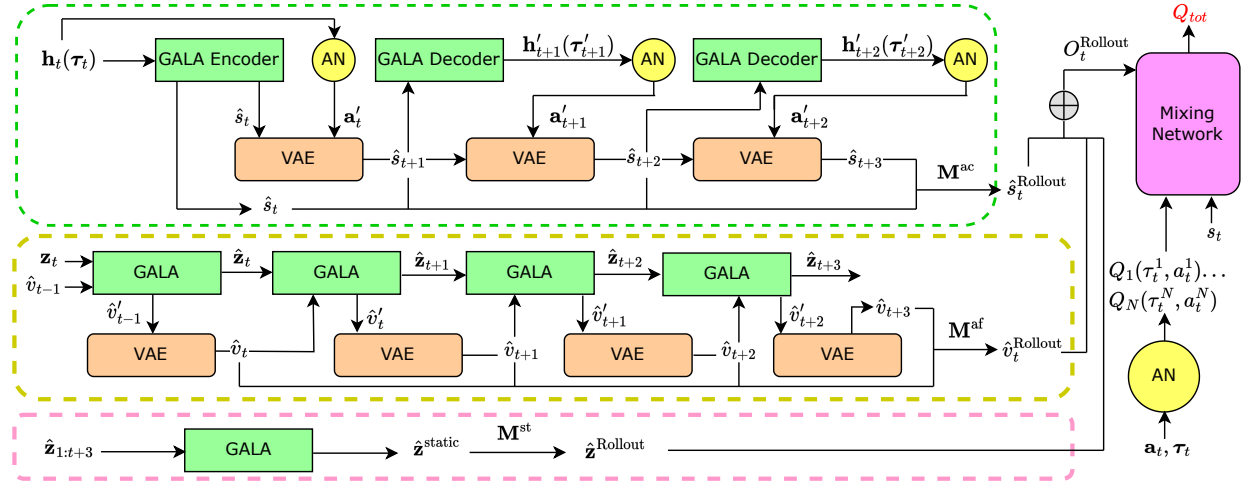 Q_{tot}
h_t(τ_t)
GALA Encoder
AN
GALA Decoder
h′_{t+1}(τ′_{t+1})
AN
GALA Decoder
h′_{t+2}(τ′_{t+2})
AN
O_t^{Rollout}
Mixing
Network
ŝ_t
a′_t
a′_{t+1}
a′_{t+2}
VAE
ŝ_{t+1}
VAE
ŝ_{t+2}
VAE
ŝ_{t+3}
M^{ac}
ŝ_t^{Rollout}
ŝ_t
s_t
z_t
v̂_{t-1}
GALA
ẑ_t
GALA
ẑ_{t+1}
GALA
ẑ_{t+2}
GALA
ẑ_{t+3}
Q_1(τ_t^1, a_t^1)...
Q_N(τ_t^N, a_t^N)
v̂′_{t-1}
v̂′_t
v̂′_{t+1}
v̂′_{t+2}
v̂_{t+3}
VAE
v̂_t
VAE
v̂_{t+1}
VAE
v̂_{t+2}
VAE
M^{af}
v̂_t^{Rollout}
AN
ẑ_{1:t+3}
GALA
ẑ^{static}
M^{st}
ẑ^{Rollout}
a_t, τ_t